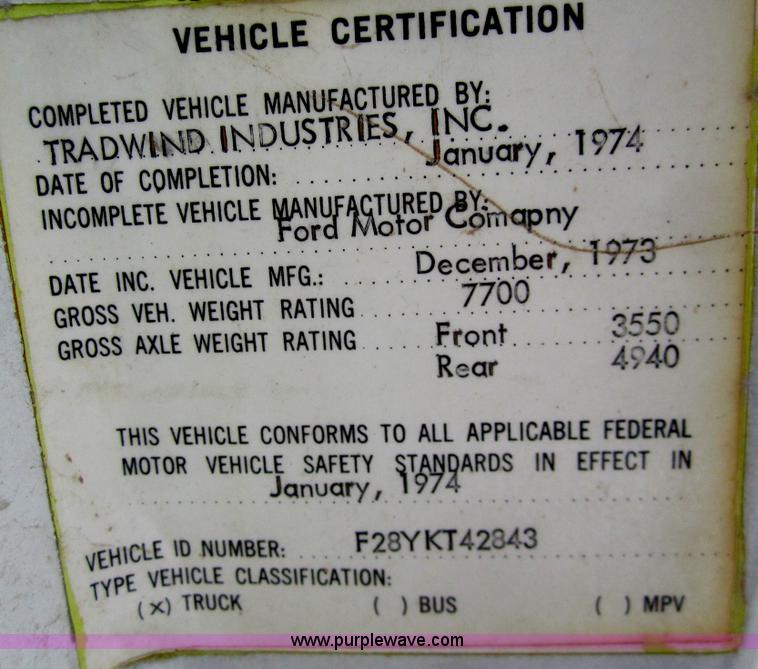 VEHICLE CERTIFICATION
COMPLETED VEHICLE MANUFACTURED BY:
TRADWIND INDUSTRIES, INC.
DATE OF COMPLETION: January, 1974
INCOMPLETE VEHICLE MANUFACTURED BY:
Ford Motor Comapny
DATE INC. VEHICLE MFG.: December, 1973
GROSS VEH. WEIGHT RATING 7700
GROSS AXLE WEIGHT RATING Front 3550
Rear 4940
THIS VEHICLE CONFORMS TO ALL APPLICABLE FEDERAL
MOTOR VEHICLE SAFETY STANDARDS IN EFFECT IN
January, 1974
VEHICLE ID NUMBER: F28YKT42843
TYPE VEHICLE CLASSIFICATION:
(x) TRUCK ( ) BUS ( ) MPV
www.purplewave.com